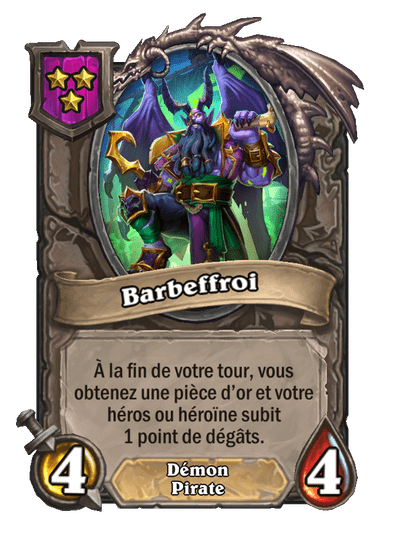 Barbeffroi
À la fin de votre tour, vous
obtenez une pièce d’or et votre
héros ou héroïne subit
1 point de dégâts.
4
Démon
Pirate
4